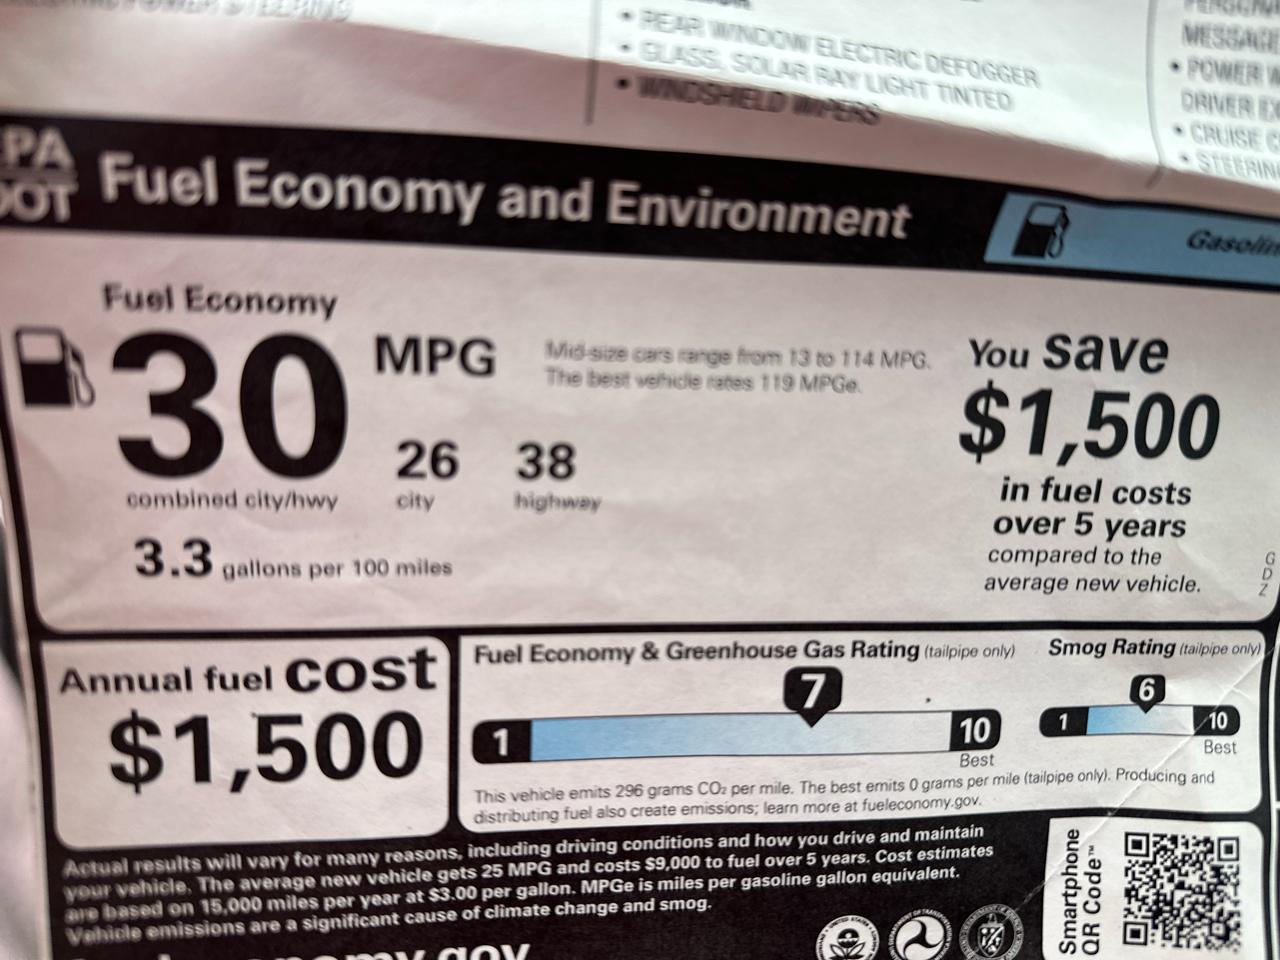 POWER STEERING
• REAR WINDOW ELECTRIC DEFOGGER
• GLASS, SOLAR RAY LIGHT TINTED
• WINDSHIELD WIPERS
MESSAGE
• POWER W
DRIVER EX
• CRUISE C
• STEERIN
PA
DOT
Fuel Economy and Environment
Gasolin
Fuel Economy
30 MPG
Mid-size cars range from 13 to 114 MPG.
The best vehicle rates 119 MPGe.
26 38
combined city/hwy city highway
3.3 gallons per 100 miles
You save
$1,500
in fuel costs
over 5 years
compared to the
average new vehicle.
G
D
Z
Annual fuel cost
$1,500
Fuel Economy & Greenhouse Gas Rating (tailpipe only)
7
1 10
Best
Smog Rating (tailpipe only)
6
1 10
Best
This vehicle emits 296 grams CO₂ per mile. The best emits 0 grams per mile (tailpipe only). Producing and
distributing fuel also create emissions; learn more at fueleconomy.gov.
Actual results will vary for many reasons, including driving conditions and how you drive and maintain
your vehicle. The average new vehicle gets 25 MPG and costs $9,000 to fuel over 5 years. Cost estimates
are based on 15,000 miles per year at $3.00 per gallon. MPGe is miles per gasoline gallon equivalent.
Vehicle emissions are a significant cause of climate change and smog.
Smartphone
QR Code™